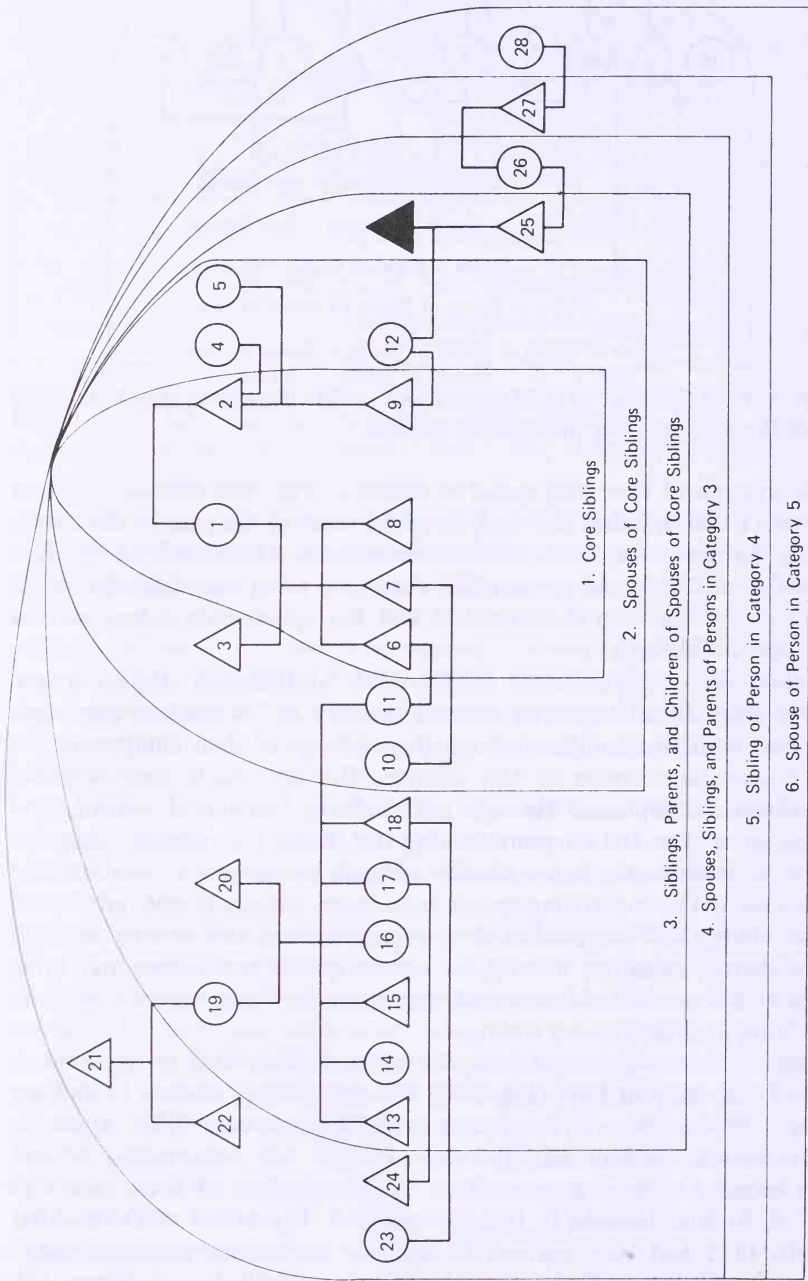 21
22 19
20 3 1 2 4 5
23 24 13 14 15 16 17 18 10 11 6 7 8 9 12
25 26 27 28
1. Core Siblings
2. Spouses of Core Siblings
3. Siblings, Parents, and Children of Spouses of Core Siblings
4. Spouses, Siblings, and Parents of Persons in Category 3
5. Sibling of Person in Category 4
6. Spouse of Person in Category 5